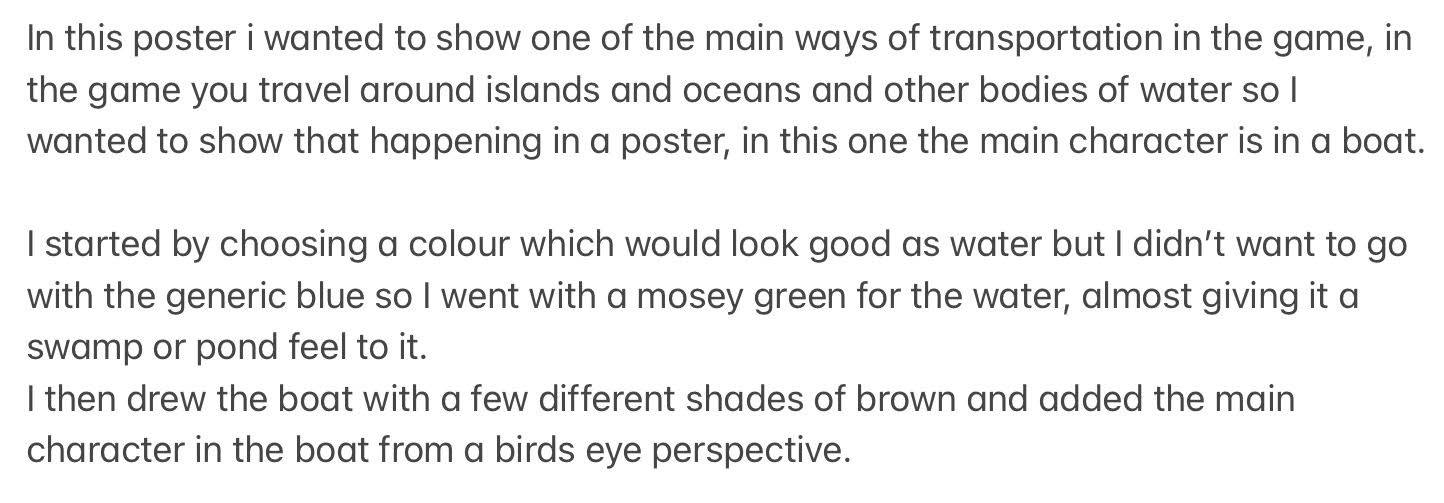 In this poster i wanted to show one of the main ways of transportation in the game, in
the game you travel around islands and oceans and other bodies of water so I
wanted to show that happening in a poster, in this one the main character is in a boat.
I started by choosing a colour which would look good as water but I didn’t want to go
with the generic blue so I went with a mosey green for the water, almost giving it a
swamp or pond feel to it.
I then drew the boat with a few different shades of brown and added the main
character in the boat from a birds eye perspective.